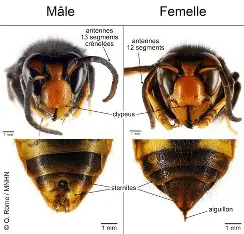 Mâle
Femelle
antennes
13 segments
crénelées
antennes
12 segments
clypeus
1 mm
1 mm
sternites
aiguillon
1 mm
1 mm
© Q. Rome / MNHN